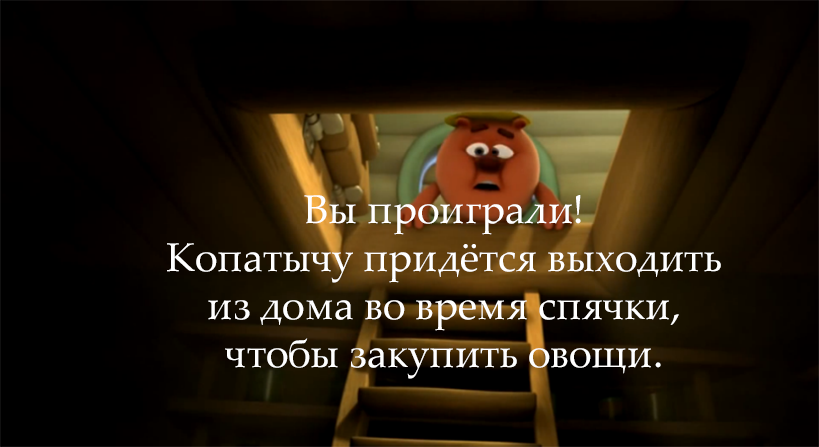 Вы проиграли!
Копатычу придётся выходить
из дома во время спячки,
чтобы закупить овощи.